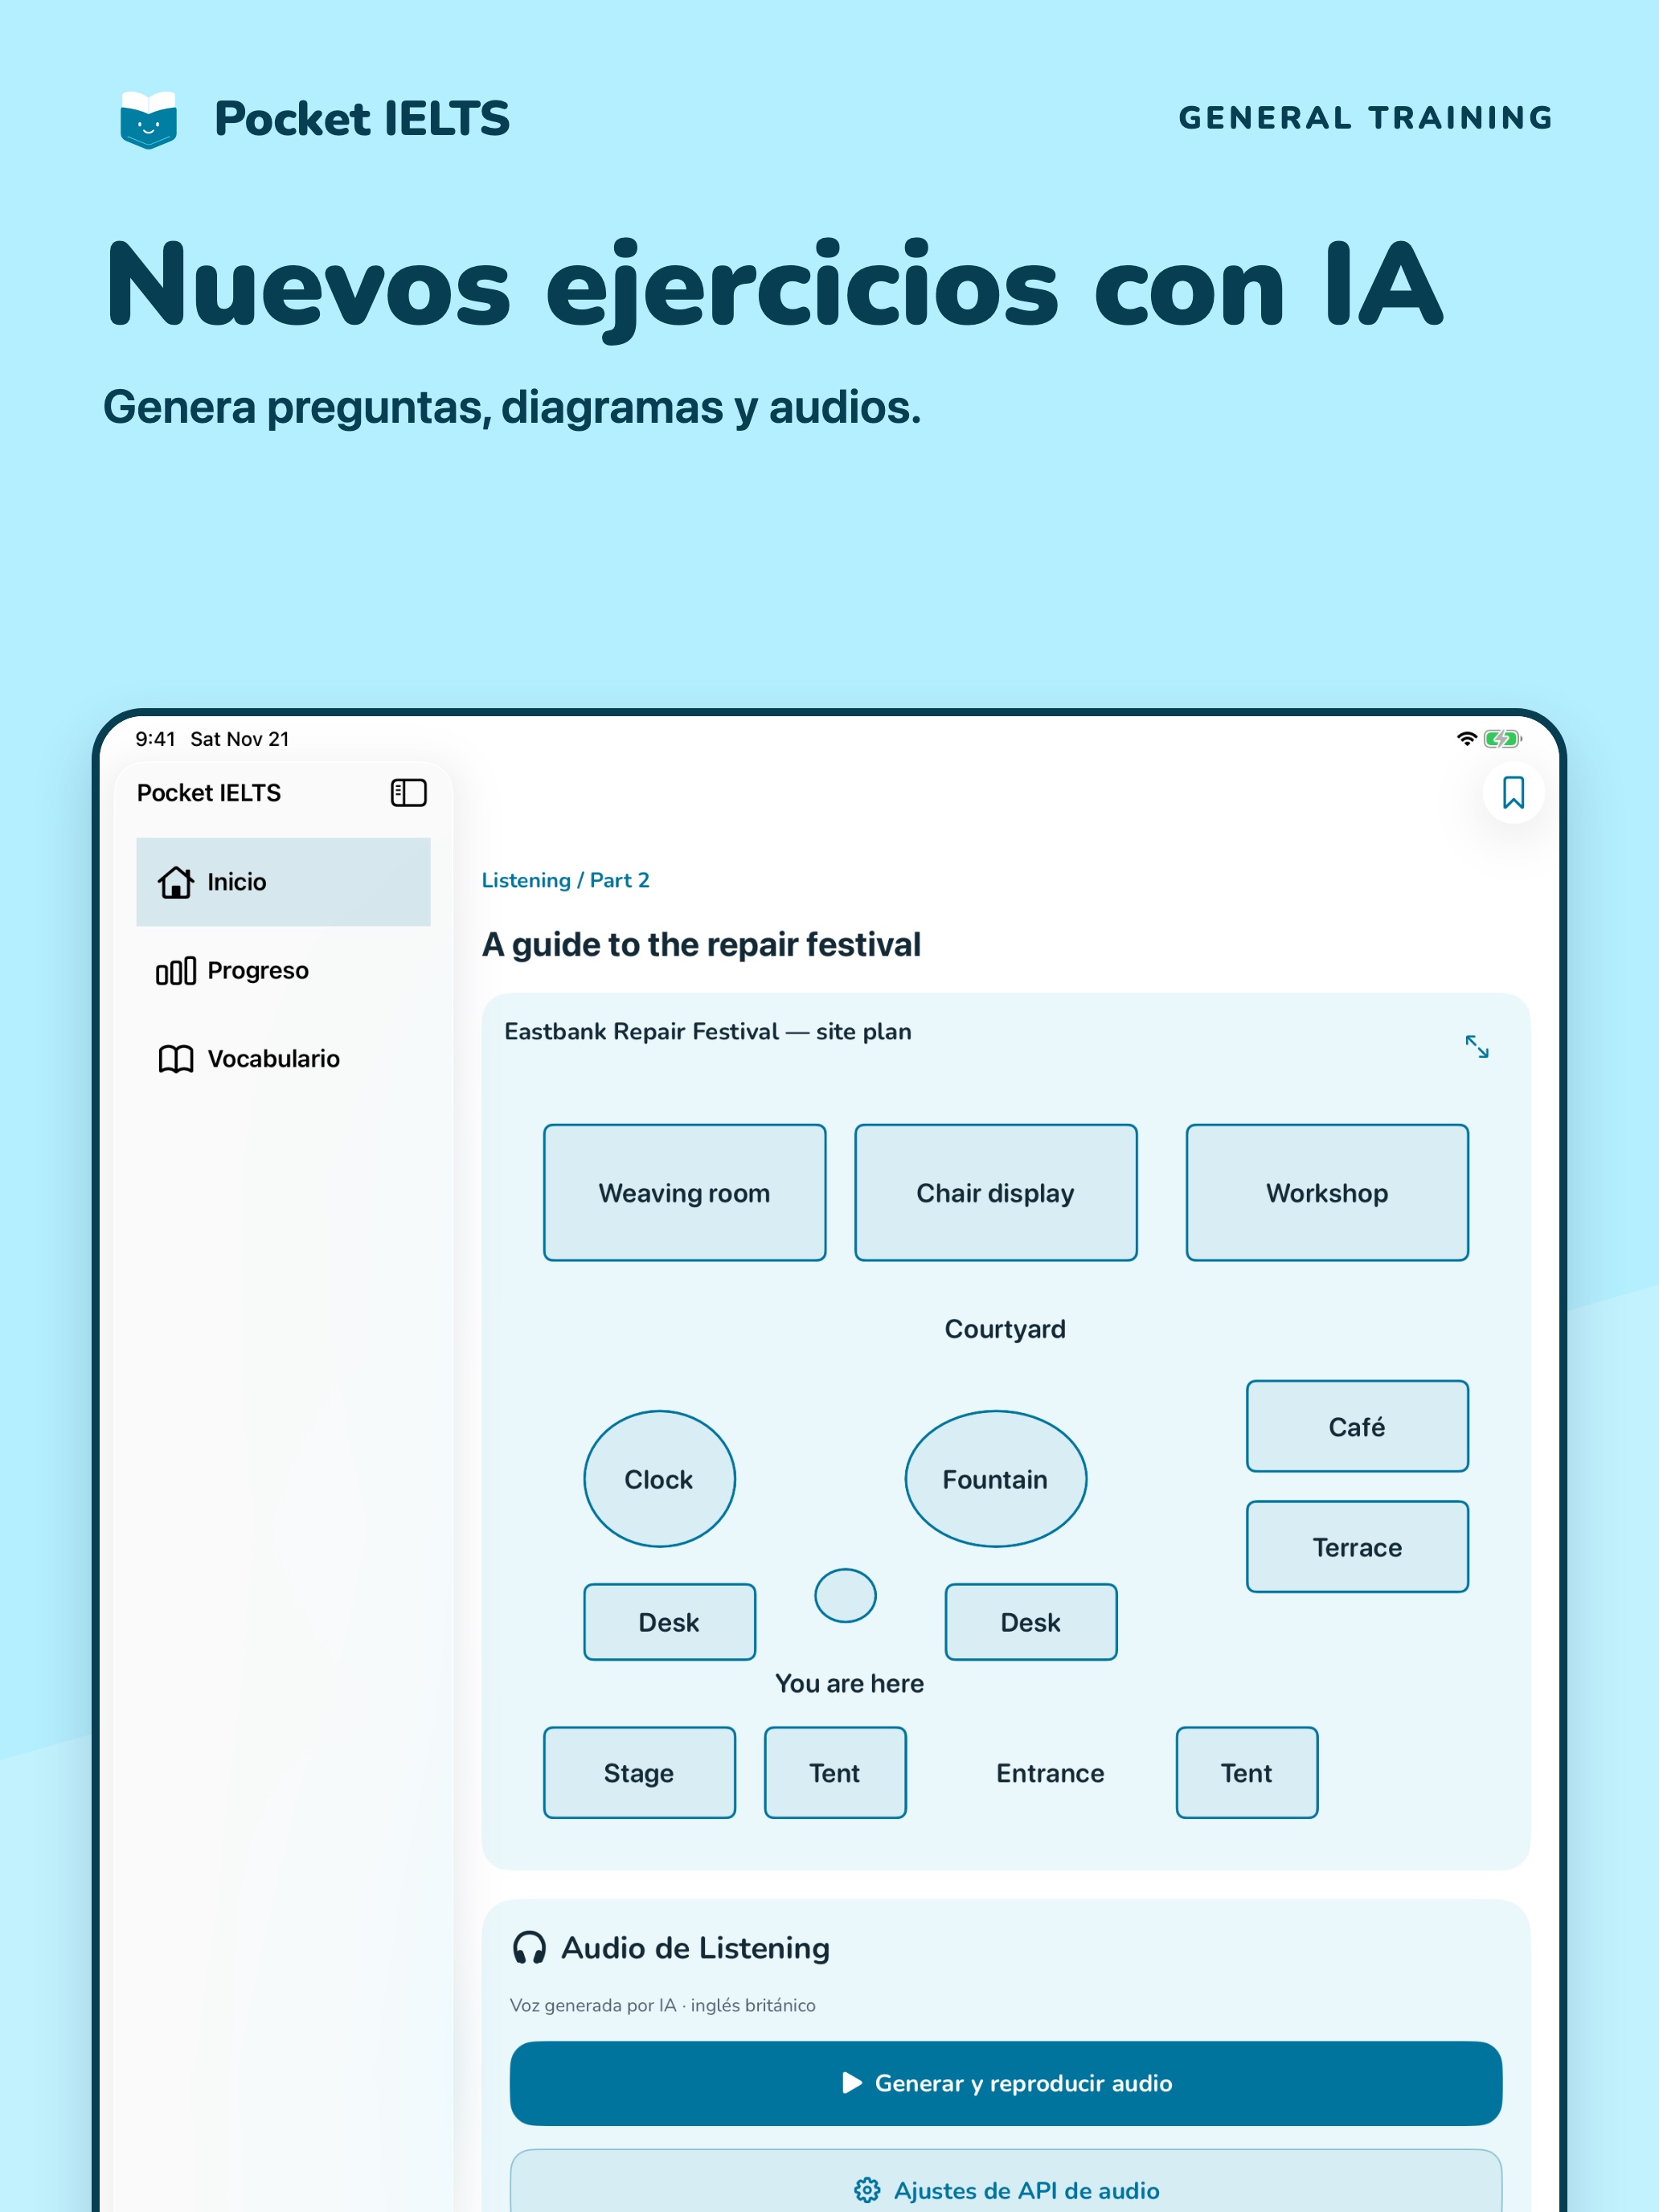 Pocket IELTS
GENERAL TRAINING
Nuevos ejercicios con IA
Genera preguntas, diagramas y audios.
9:41 Sat Nov 21
Pocket IELTS
Inicio
Progreso
Vocabulario
Listening / Part 2
A guide to the repair festival
Eastbank Repair Festival — site plan
Weaving room
Chair display
Workshop
Courtyard
Café
Clock
Fountain
Terrace
Desk
Desk
You are here
Stage
Tent
Entrance
Tent
Audio de Listening
Voz generada por IA · inglés británico
Generar y reproducir audio
Ajustes de API de audio